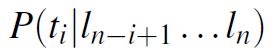 P(t_i|l_{n-i+1} … l_n)